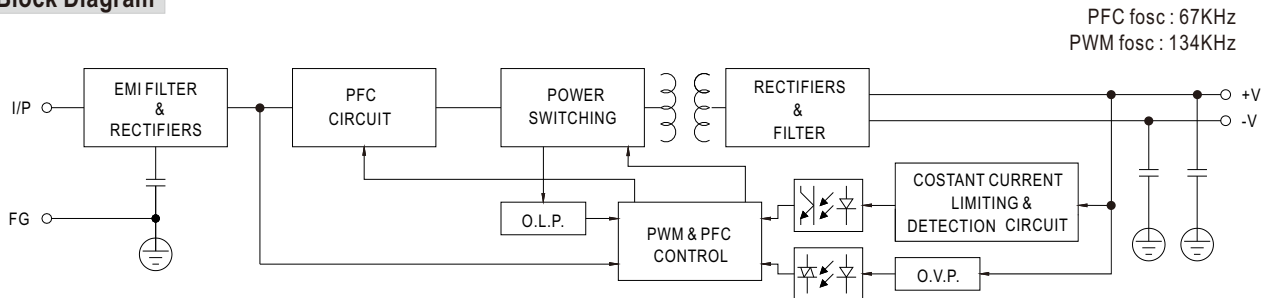 Block Diagram
PFC fosc : 67KHz
PWM fosc : 134KHz
I/P
EMI FILTER
&
RECTIFIERS
PFC
CIRCUIT
POWER
SWITCHING
RECTIFIERS
&
FILTER
+V
-V
FG
O.L.P.
PWM & PFC
CONTROL
COSTANT CURRENT
LIMITING &
DETECTION CIRCUIT
O.V.P.